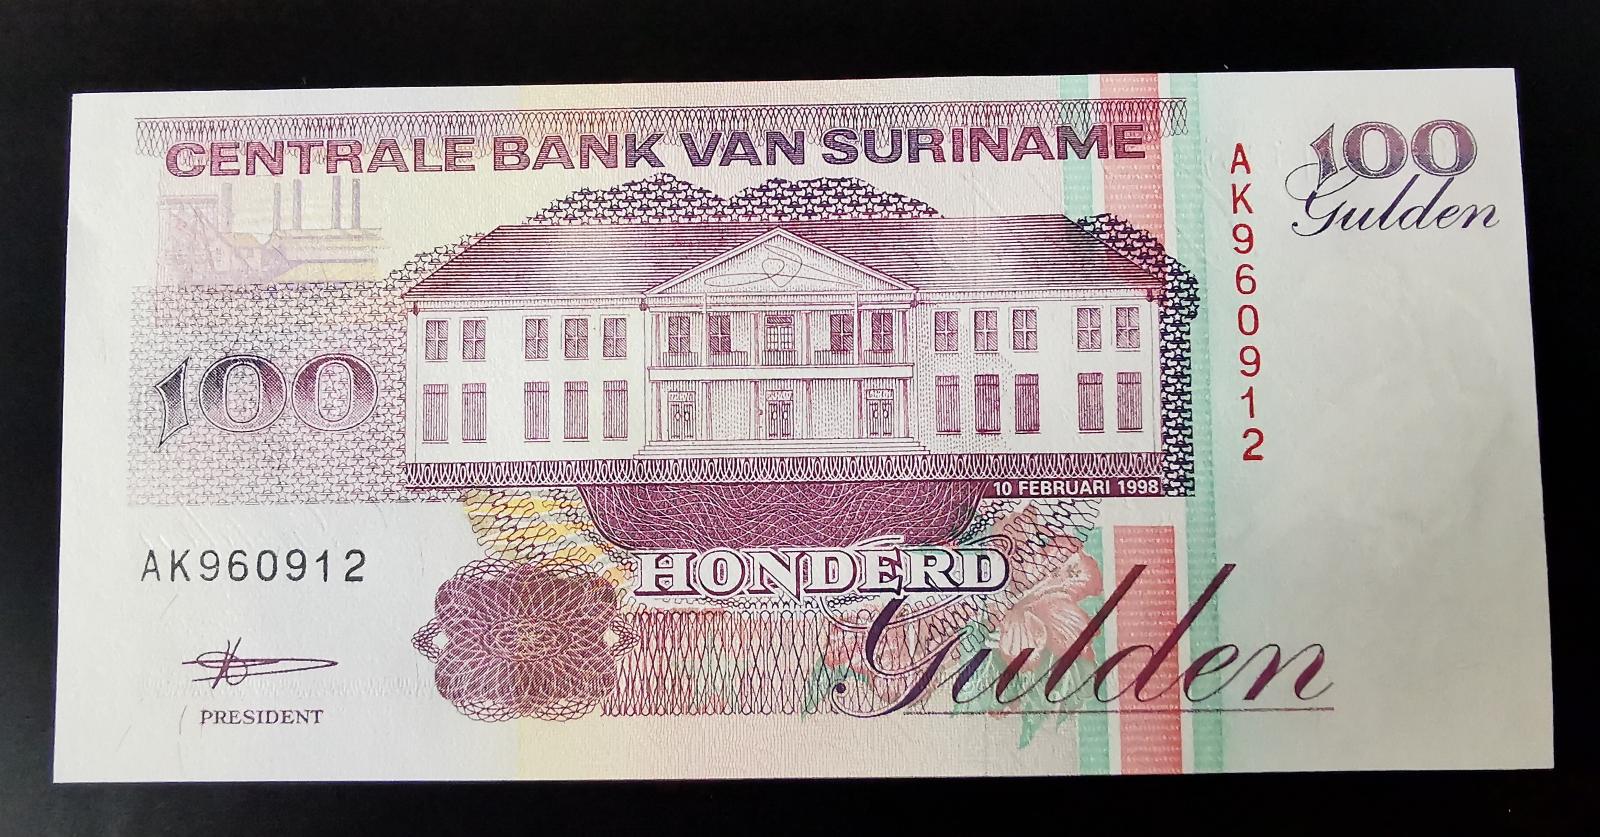 CENTRALE BANK VAN SURINAME
100
Gulden
AK960912
100
10 FEBRUARI 1998
AK960912
HONDERD
Gulden
PRESIDENT